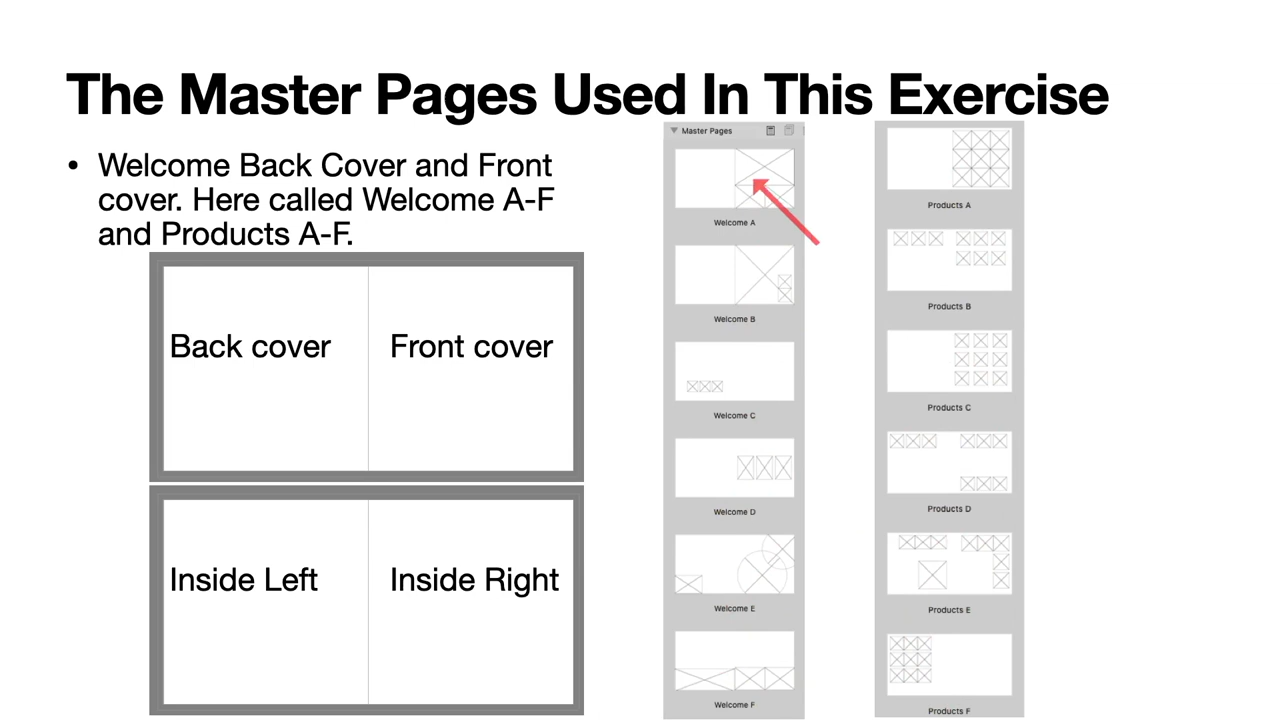 The Master Pages Used In This Exercise
• Welcome Back Cover and Front
cover. Here called Welcome A-F
and Products A-F.
Back cover
Front cover
Inside Left
Inside Right
Master Pages
Welcome A
Welcome B
Welcome C
Welcome D
Welcome E
Welcome F
Products A
Products B
Products C
Products D
Products E
Products F